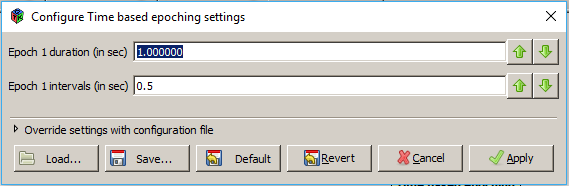 Configure Time based epoching settings
Epoch 1 duration (in sec) 1.000000
Epoch 1 intervals (in sec) 0.5
Override settings with configuration file
Load... Save... Default Revert Cancel Apply